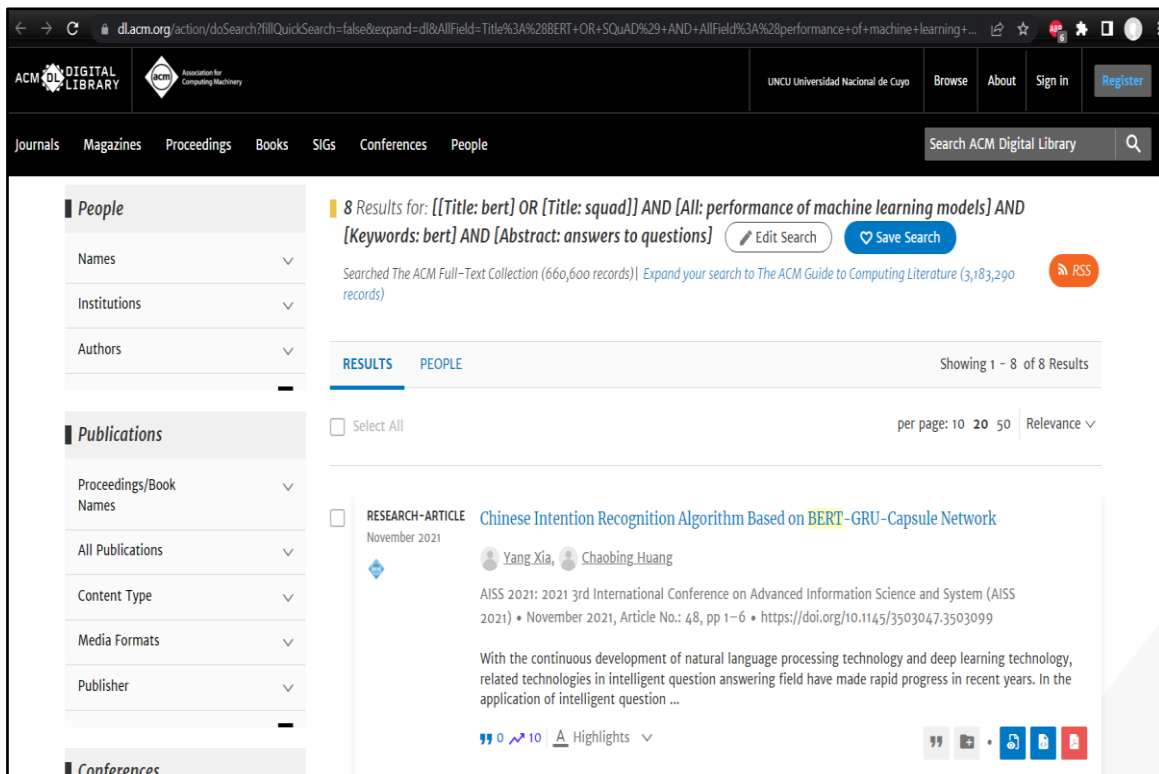 dl.acm.org/action/doSearch?fillQuickSearch=false&expand=dl&AllField=Title%3A%28BERT+OR+SQuAD%29+AND+AllField%3A%28performance+of+machine+learning+...
ABP
6
ACM DL DIGITAL LIBRARY
acm Association for Computing Machinery
UNCU Universidad Nacional de Cuyo Browse About Sign in Register
Journals Magazines Proceedings Books SIGs Conferences People
Search ACM Digital Library
People
Names
Institutions
Authors
Publications
Proceedings/Book
Names
All Publications
Content Type
Media Formats
Publisher
Conferences
8 Results for: [[Title: bert] OR [Title: squad]] AND [All: performance of machine learning models] AND
[Keywords: bert] AND [Abstract: answers to questions] Edit Search Save Search
Searched The ACM Full-Text Collection (660,600 records)| Expand your search to The ACM Guide to Computing Literature (3,183,290
records)
RSS
RESULTS PEOPLE Showing 1 - 8 of 8 Results
Select All per page: 10 20 50 Relevance
RESEARCH-ARTICLE
November 2021
Chinese Intention Recognition Algorithm Based on BERT-GRU-Capsule Network
Yang Xia, Chaobing Huang
AISS 2021: 2021 3rd International Conference on Advanced Information Science and System (AISS
2021) • November 2021, Article No.: 48, pp 1–6 • https://doi.org/10.1145/3503047.3503099
With the continuous development of natural language processing technology and deep learning technology,
related technologies in intelligent question answering field have made rapid progress in recent years. In the
application of intelligent question ...
0 10 A Highlights